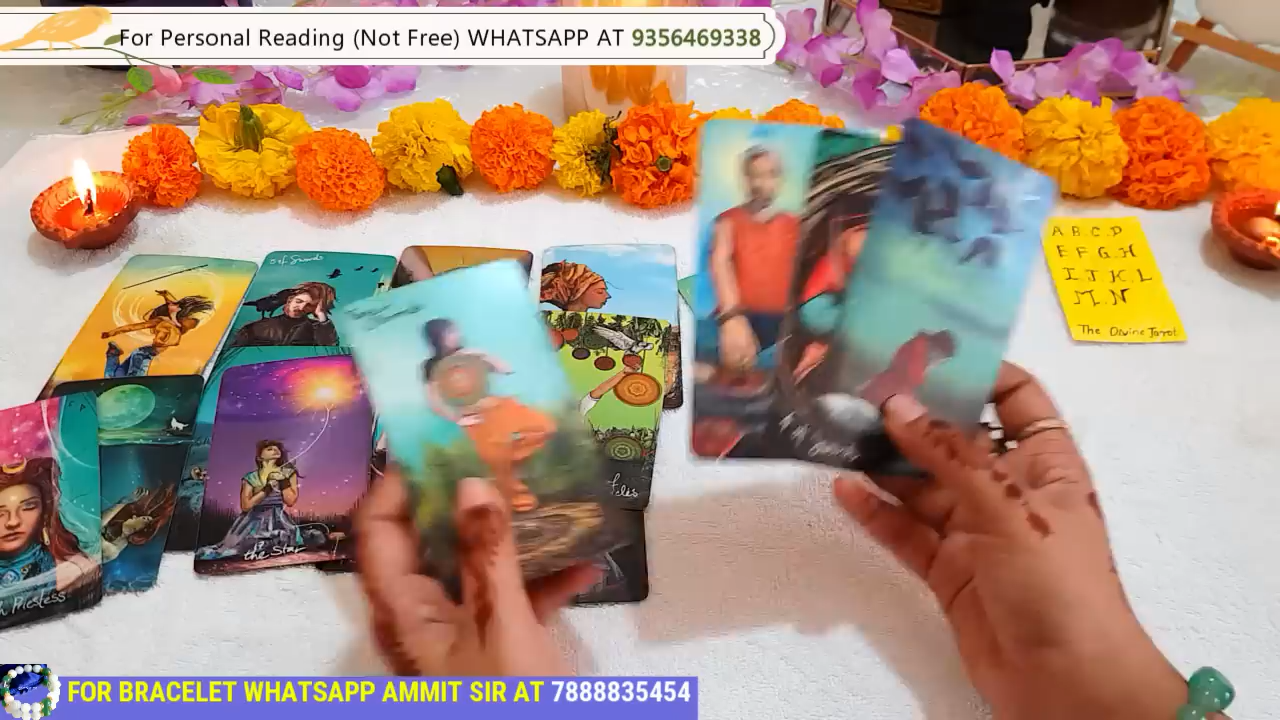 For Personal Reading (Not Free) WHATSAPP AT 9356469338
5 of Swords
A B C D
E F G H
I J K L
M N
The Divine Tarot
the Star
Priestess
FOR BRACELET WHATSAPP AMMIT SIR AT 7888835454